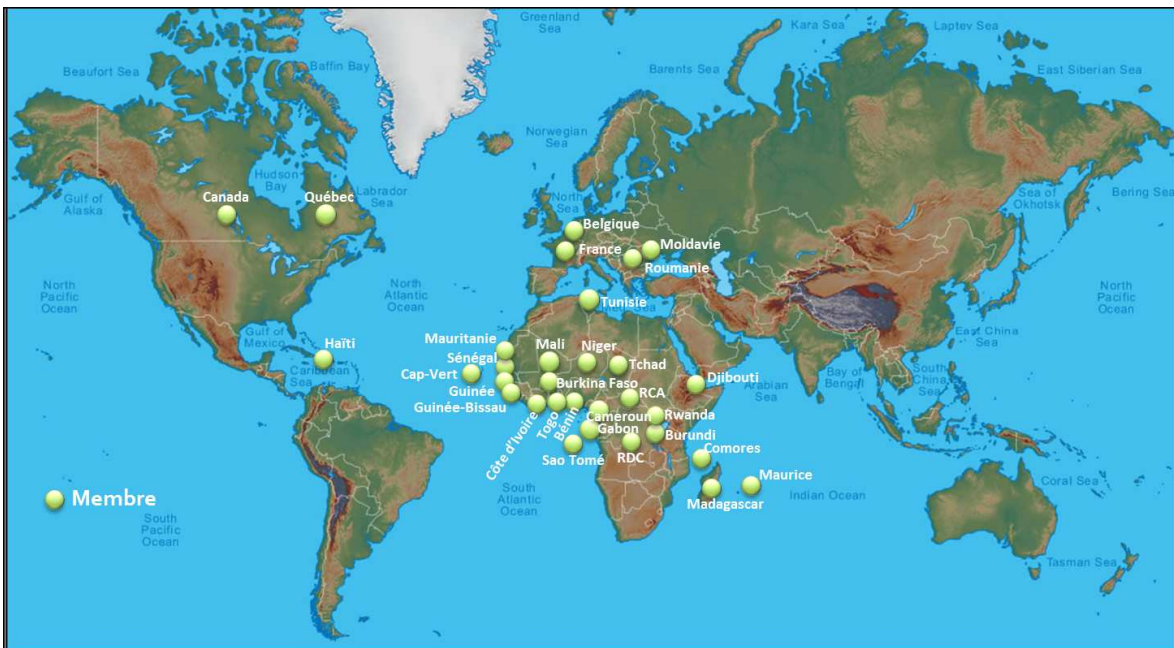 Greenland
Sea
Kara Sea
Laptev Sea
Beaufort Sea
Baffin Bay
Barents Sea
East Siberian Sea
Norwegian
Sea
Hudson
Bay
Canada
Québec
Labrador
Sea
Gulf of
Alaska
North
Sea
Sea of
Okhotsk
Bering Sea
Belgique
France
Moldavie
Roumanie
North
Pacific
Ocean
North
Atlantic
Ocean
North
Pacific
Ocean
Tunisie
Sea
Gulf of
Mexico
Haïti
Caribbean
Sea
East China
Sea
Mauritanie
Sénégal
Cap-Vert
Guinée
Guinée-Bissau
Mali
Niger
Tchad
Burkina Faso
RCA
Djibouti
Arabian
Sea
Bay of
Bengal
South
China
Sea
Côte d'Ivoire
Togo
Bénin
Cameroun
Gabon
Rwanda
Burundi
Sao Tomé
RDC
Comores
Maurice
Madagascar
Indian Ocean
Coral Sea
Membre
South
Pacific
Ocean
South
Atlantic
Ocean
Tasman Sea